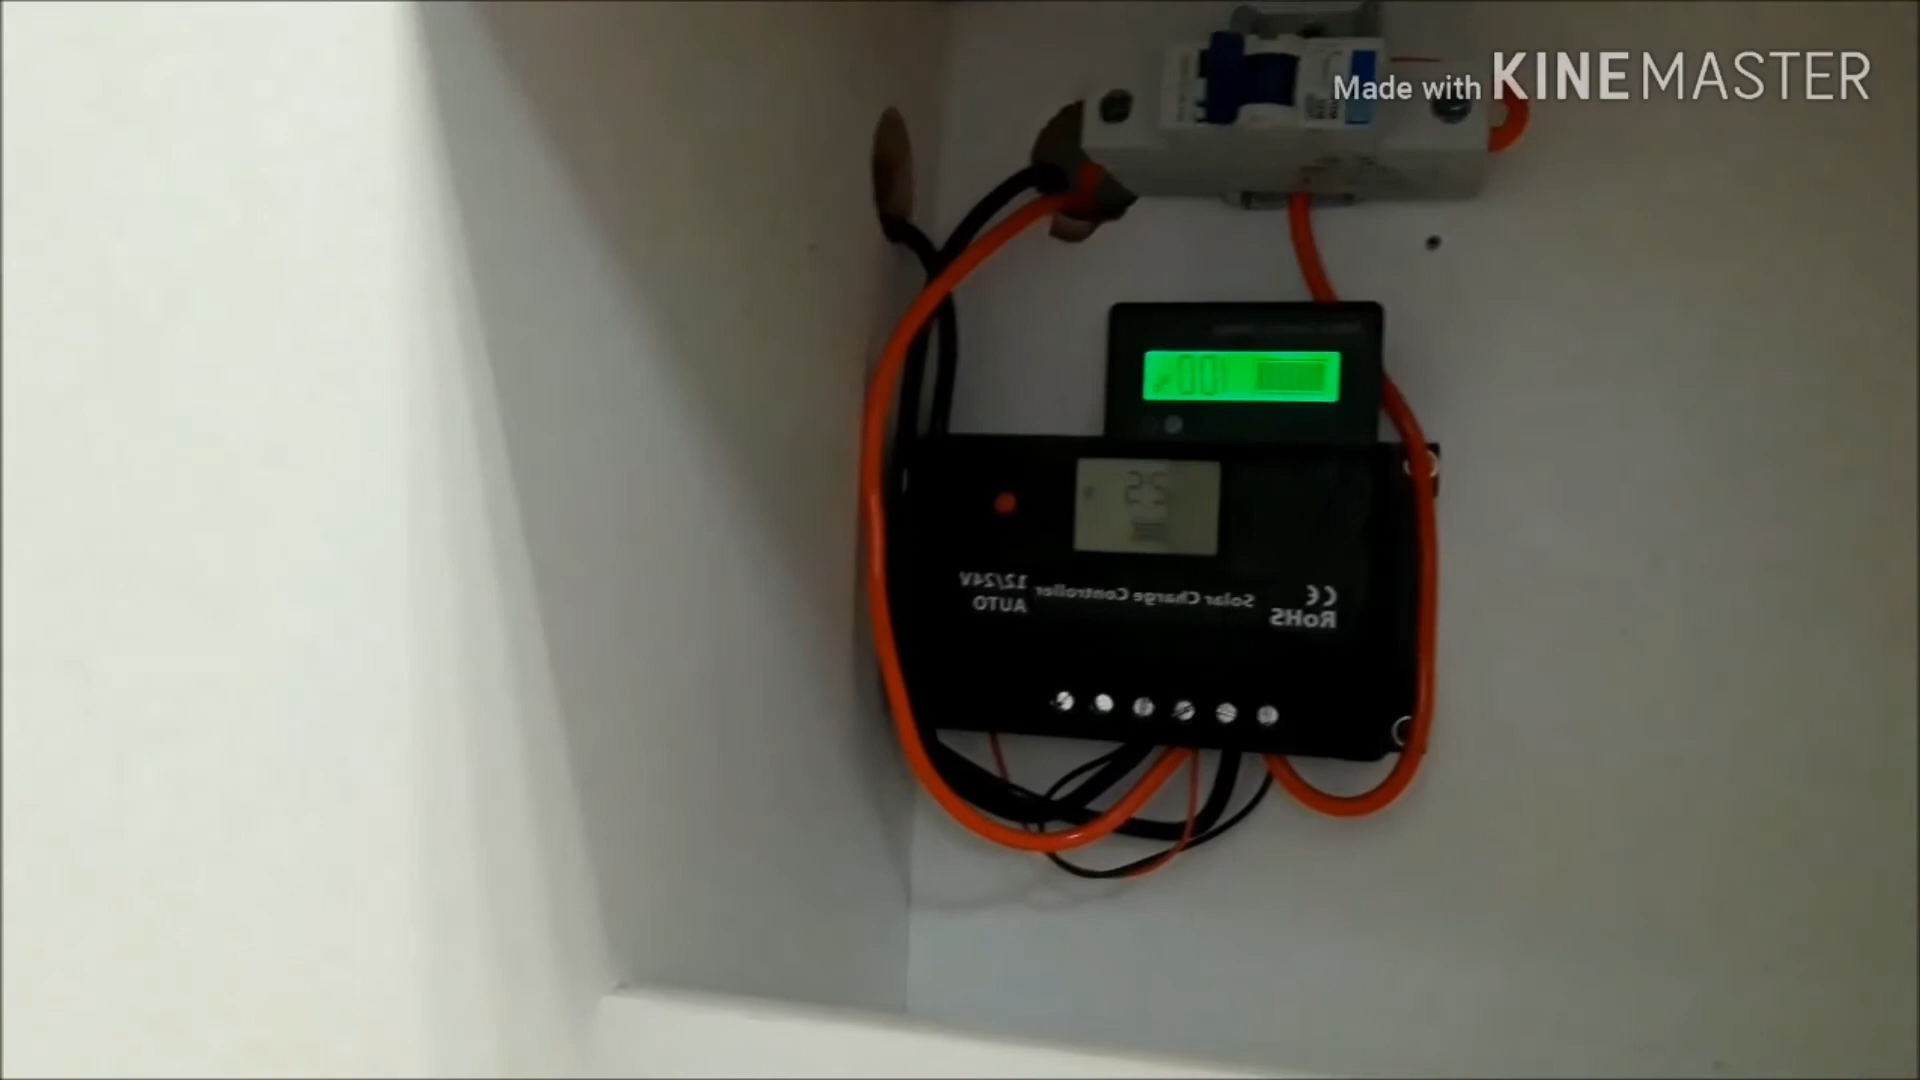 Made with KINEMASTER
100%
25
12/24V Solar Charge Controller CE
AUTO RoHS